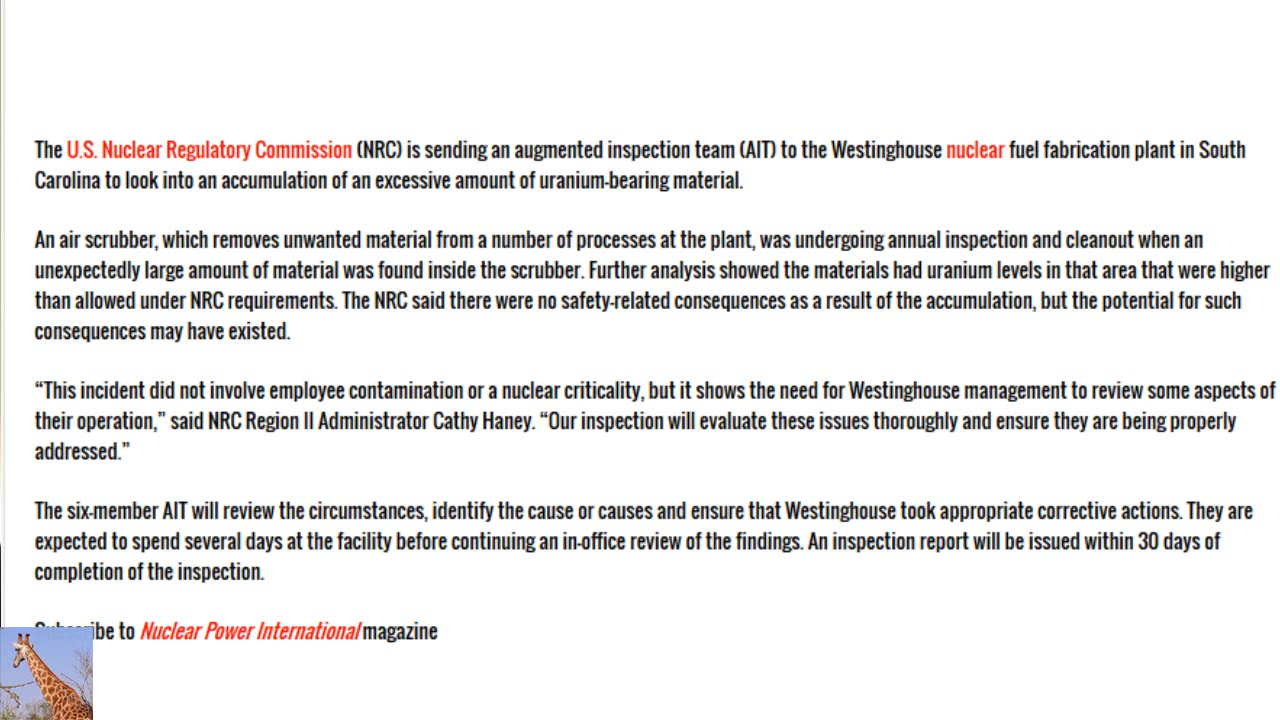 The U.S. Nuclear Regulatory Commission (NRC) is sending an augmented inspection team (AIT) to the Westinghouse nuclear fuel fabrication plant in South
Carolina to look into an accumulation of an excessive amount of uranium-bearing material.
An air scrubber, which removes unwanted material from a number of processes at the plant, was undergoing annual inspection and cleanout when an
unexpectedly large amount of material was found inside the scrubber. Further analysis showed the materials had uranium levels in that area that were higher
than allowed under NRC requirements. The NRC said there were no safety-related consequences as a result of the accumulation, but the potential for such
consequences may have existed.
“This incident did not involve employee contamination or a nuclear criticality, but it shows the need for Westinghouse management to review some aspects of
their operation,” said NRC Region II Administrator Cathy Haney. “Our inspection will evaluate these issues thoroughly and ensure they are being properly
addressed.”
The six-member AIT will review the circumstances, identify the cause or causes and ensure that Westinghouse took appropriate corrective actions. They are
expected to spend several days at the facility before continuing an in-office review of the findings. An inspection report will be issued within 30 days of
completion of the inspection.
Subscribe to Nuclear Power International magazine